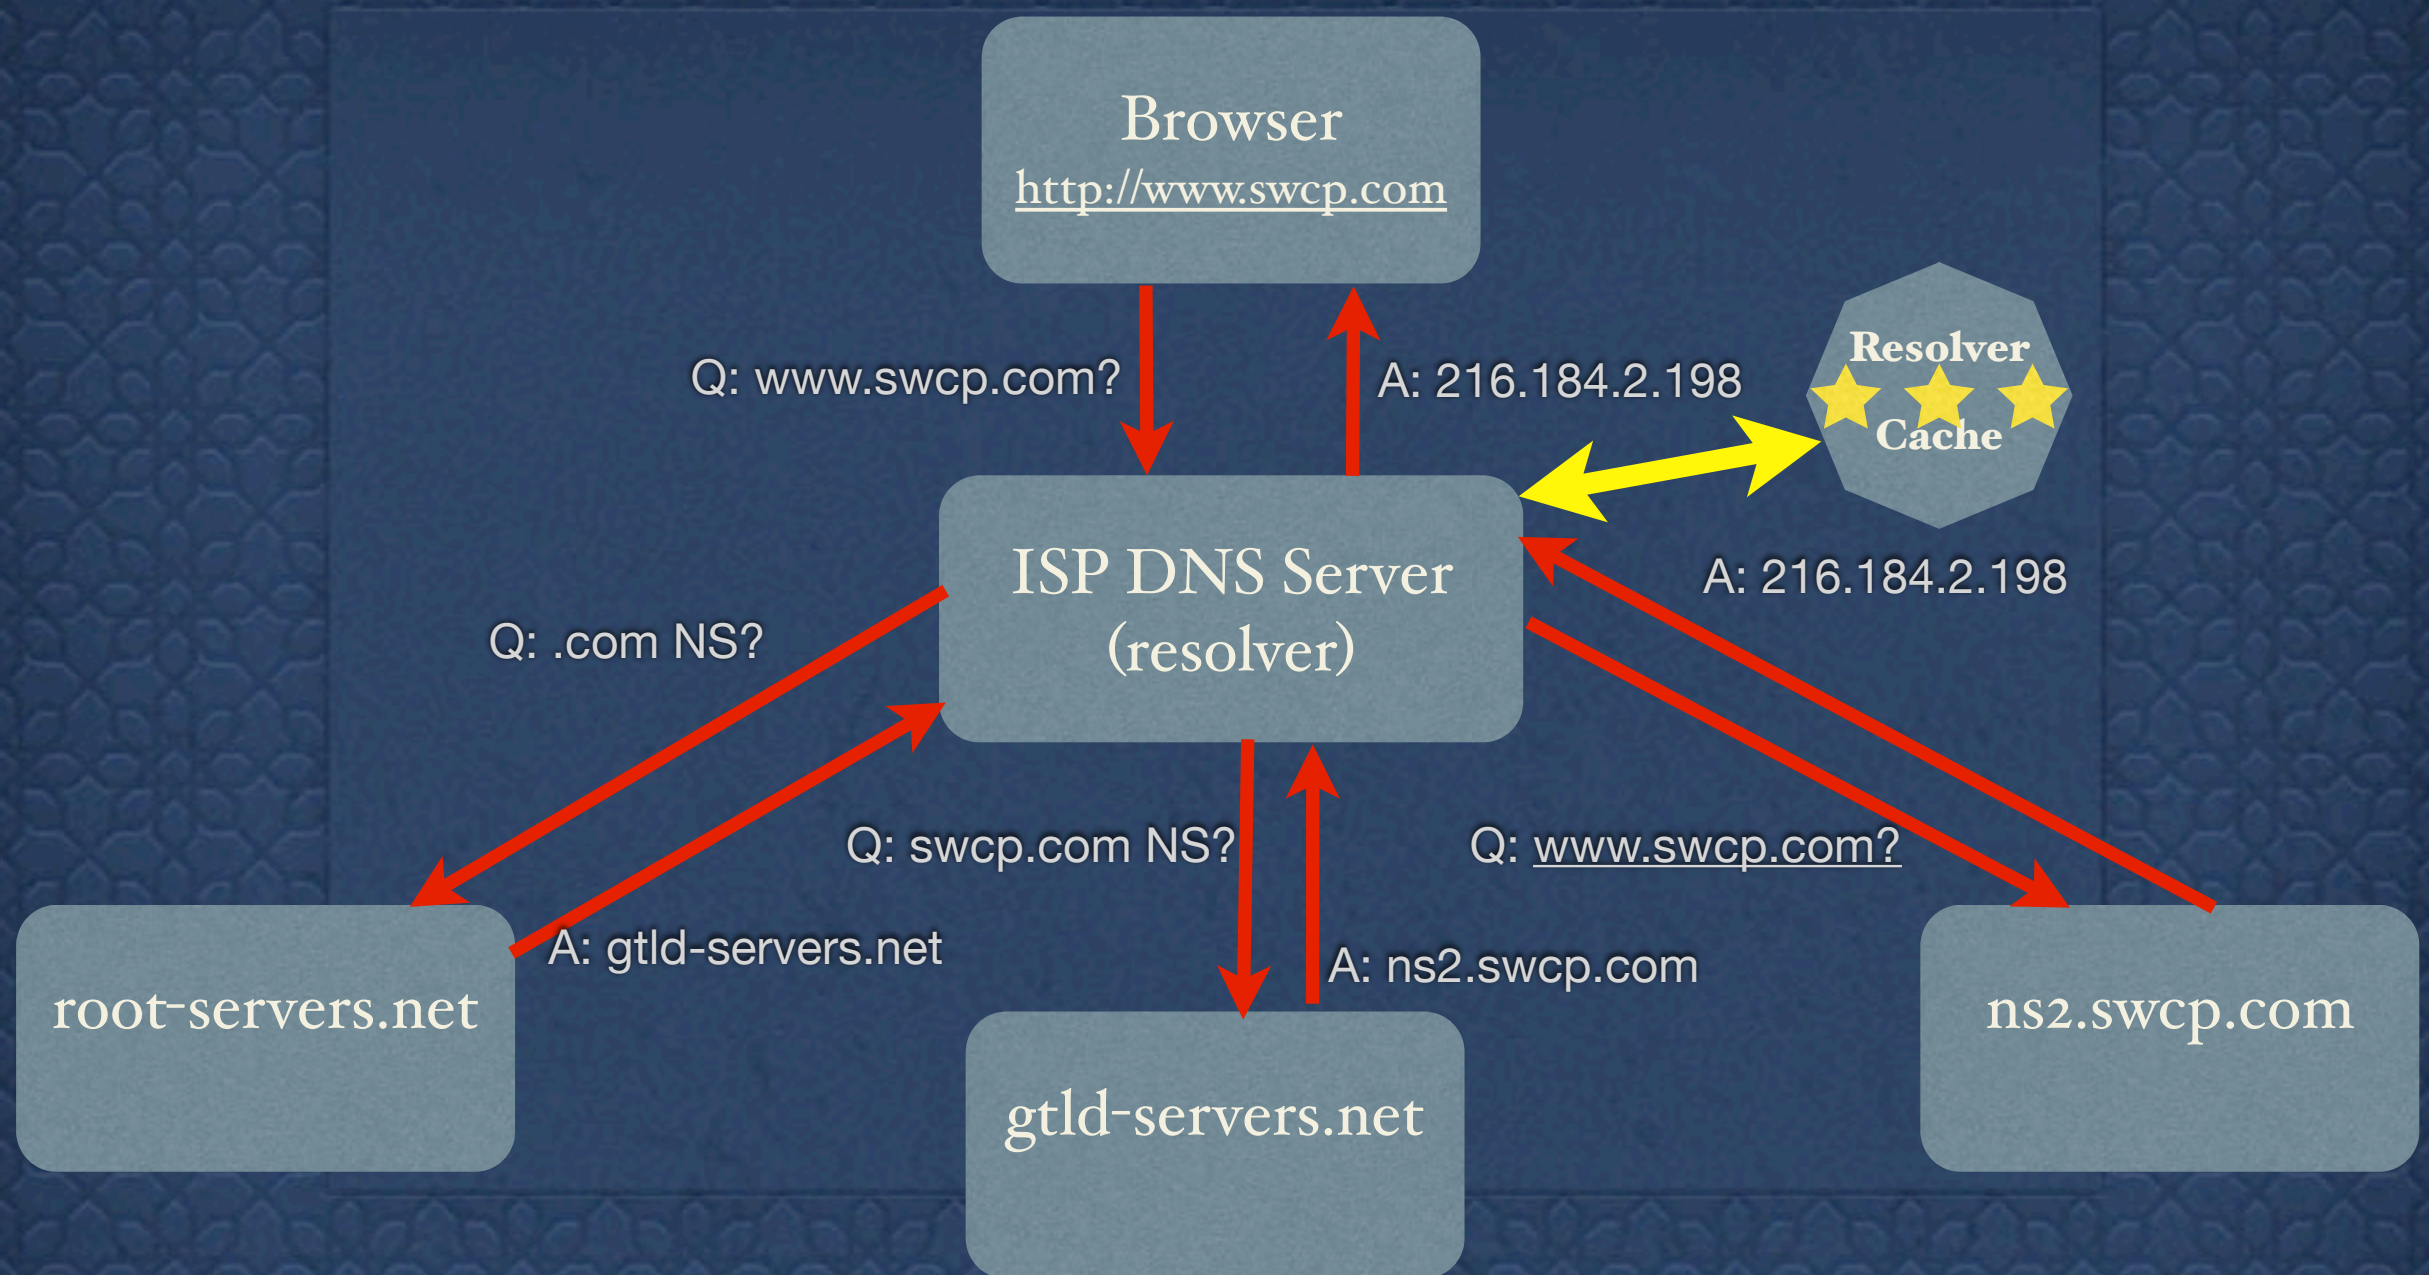 Browser
http://www.swcp.com
Resolver
Cache
Q: www.swcp.com?
A: 216.184.2.198
ISP DNS Server
(resolver)
A: 216.184.2.198
Q: .com NS?
Q: swcp.com NS?
Q: www.swcp.com?
A: gtld-servers.net
A: ns2.swcp.com
root-servers.net
gtld-servers.net
ns2.swcp.com